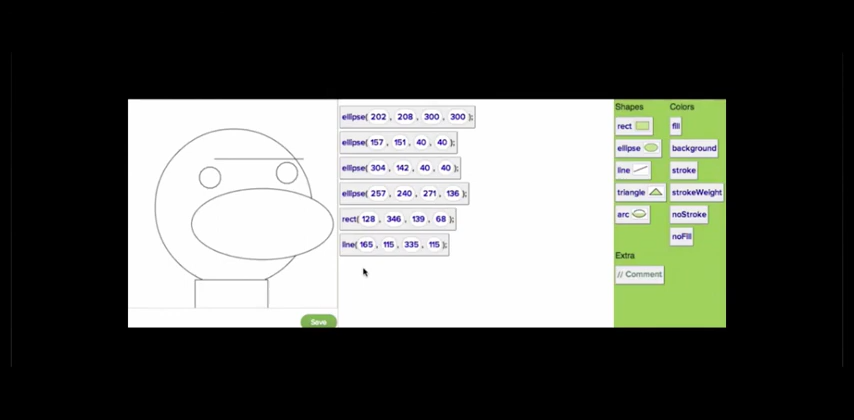 ellipse( 202 , 208 , 300 , 300 );
ellipse( 157 , 151 , 40 , 40 );
ellipse( 304 , 142 , 40 , 40 );
ellipse( 257 , 240 , 271 , 136 );
rect( 128 , 346 , 139 , 68 );
line( 165 , 115 , 335 , 115 );
Save
Shapes
rect
ellipse
line
triangle
arc
Extra
// Comment
Colors
fill
background
stroke
strokeWeight
noStroke
noFill